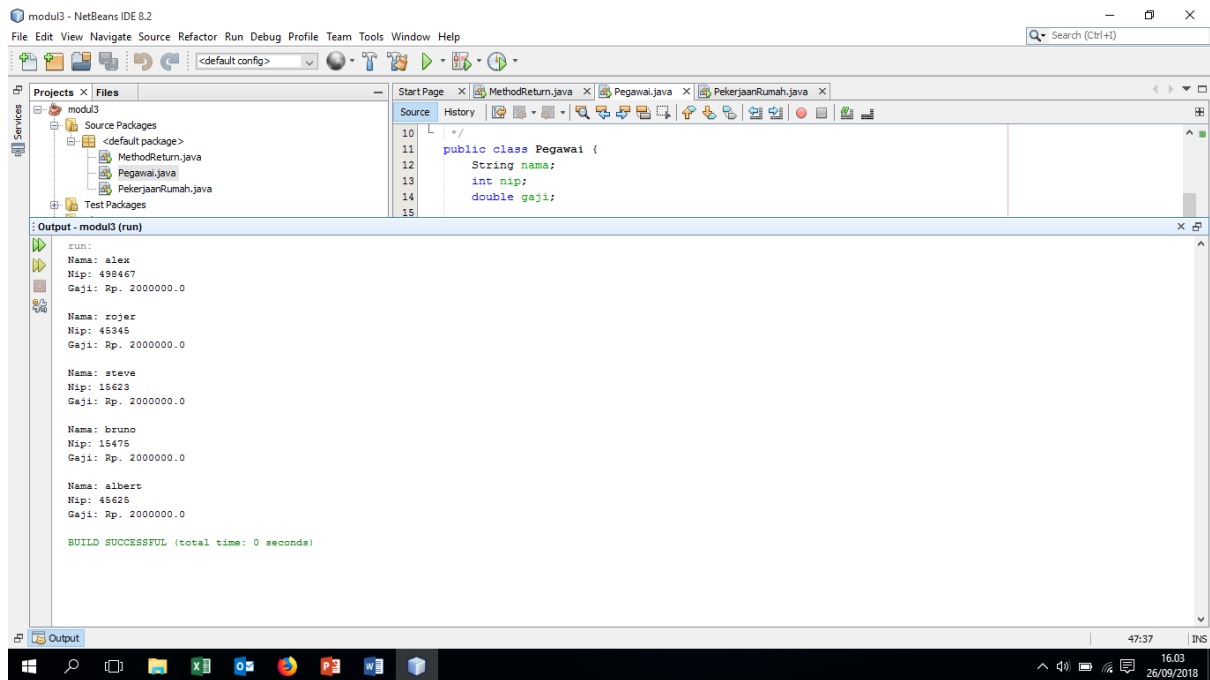 modul3 - NetBeans IDE 8.2
File Edit View Navigate Source Refactor Run Debug Profile Team Tools Window Help
Search (Ctrl+I)
<default config>
Projects Files
Start Page MethodReturn.java Pegawai.java PekerjaanRumah.java
Services
modul3
Source Packages
<default package>
MethodReturn.java
Pegawai.java
PekerjaanRumah.java
Test Packages
Source History
10 */
11 public class Pegawai {
12 String nama;
13 int nip;
14 double gaji;
15
Output - modul3 (run)
run:
Nama: alex
Nip: 498467
Gaji: Rp. 2000000.0
Nama: rojer
Nip: 45345
Gaji: Rp. 2000000.0
Nama: steve
Nip: 15623
Gaji: Rp. 2000000.0
Nama: bruno
Nip: 15475
Gaji: Rp. 2000000.0
Nama: albert
Nip: 45625
Gaji: Rp. 2000000.0
BUILD SUCCESSFUL (total time: 0 seconds)
Output
47:37 INS
16.03
26/09/2018